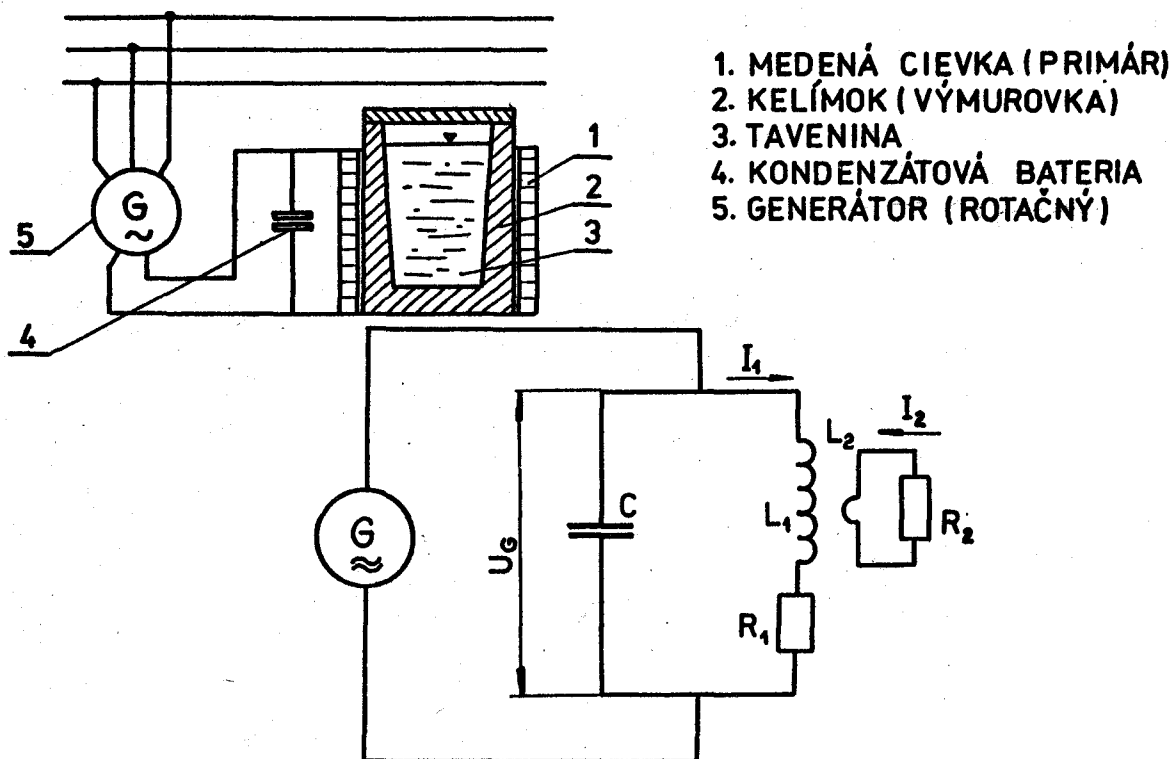 1. MEDENÁ CIEVKA (PRIMÁR)
2. KELÍMOK (VÝMUROVKA)
3. TAVENINA
4. KONDENZÁTOVÁ BATERIA
5. GENERÁTOR (ROTAČNÝ)
1
2
3
G
~
5
4
I₁
I₂
L₂
C
L₁
R₂
G
≈
U_G
R₁